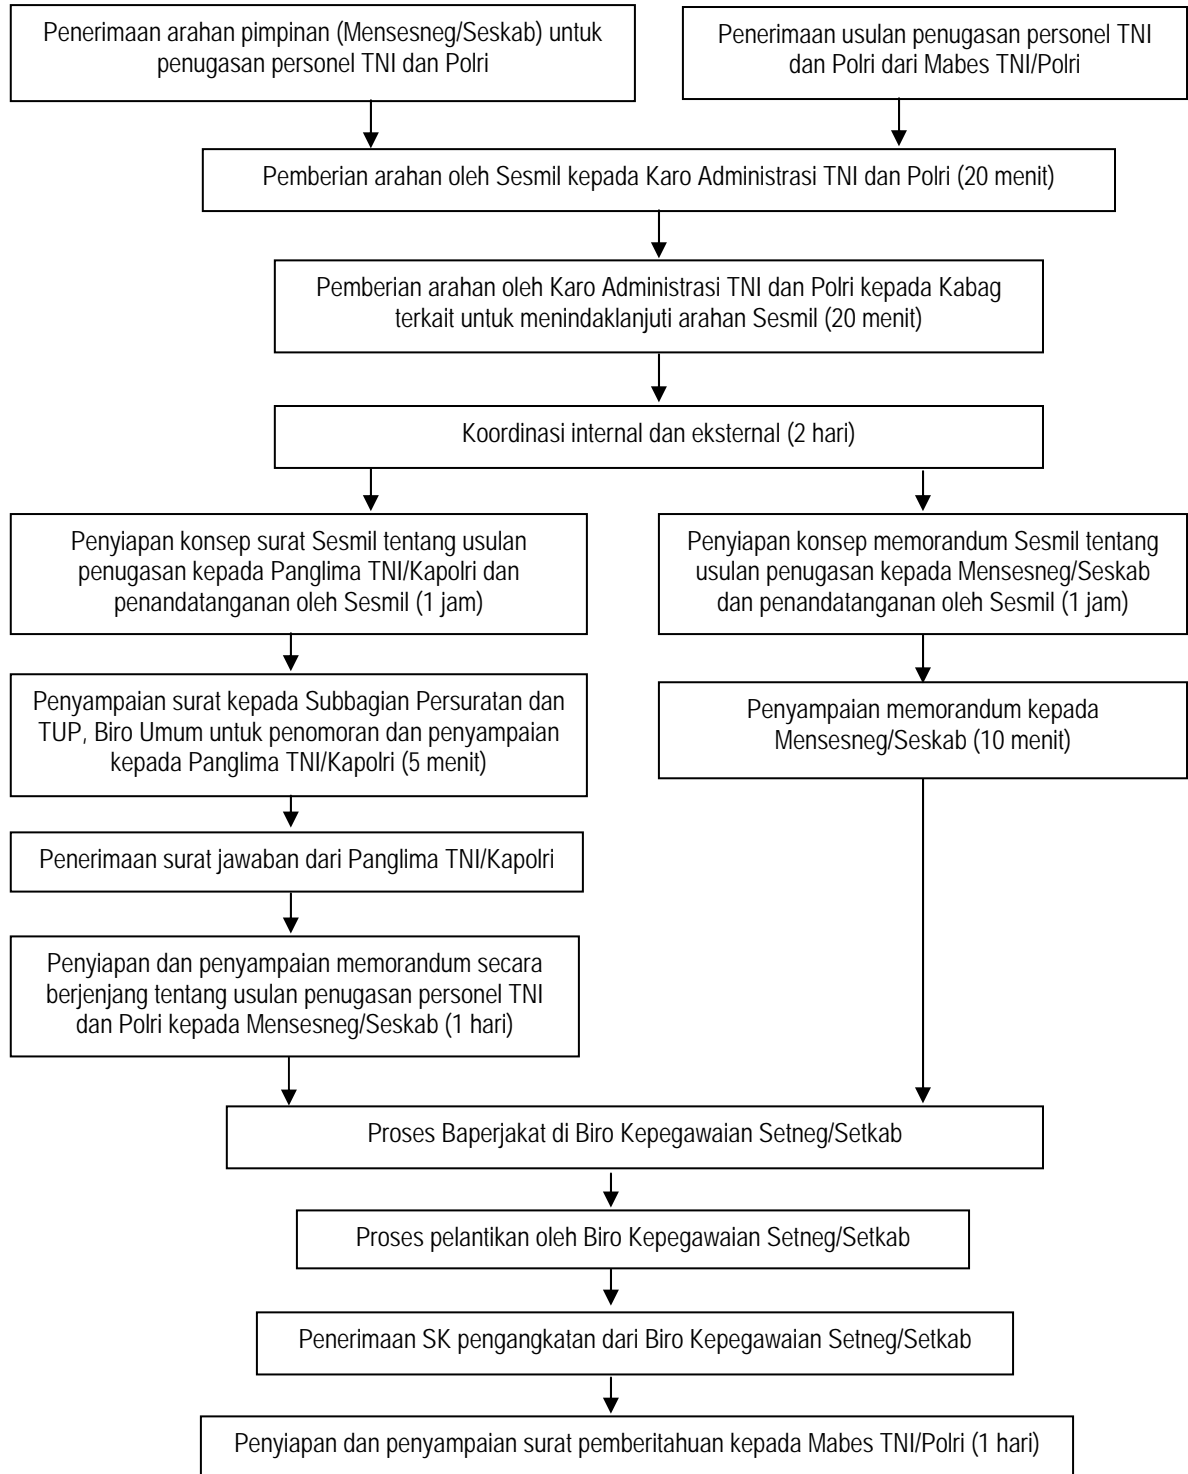 Penerimaan arahan pimpinan (Mensesneg/Seskab) untuk
penugasan personel TNI dan Polri
Penerimaan usulan penugasan personel TNI
dan Polri dari Mabes TNI/Polri
Pemberian arahan oleh Sesmil kepada Karo Administrasi TNI dan Polri (20 menit)
Pemberian arahan oleh Karo Administrasi TNI dan Polri kepada Kabag
terkait untuk menindaklanjuti arahan Sesmil (20 menit)
Koordinasi internal dan eksternal (2 hari)
Penyiapan konsep surat Sesmil tentang usulan
penugasan kepada Panglima TNI/Kapolri dan
penandatanganan oleh Sesmil (1 jam)
Penyiapan konsep memorandum Sesmil tentang
usulan penugasan kepada Mensesneg/Seskab
dan penandatanganan oleh Sesmil (1 jam)
Penyampaian surat kepada Subbagian Persuratan dan
TUP, Biro Umum untuk penomoran dan penyampaian
kepada Panglima TNI/Kapolri (5 menit)
Penyampaian memorandum kepada
Mensesneg/Seskab (10 menit)
Penerimaan surat jawaban dari Panglima TNI/Kapolri
Penyiapan dan penyampaian memorandum secara
berjenjang tentang usulan penugasan personel TNI
dan Polri kepada Mensesneg/Seskab (1 hari)
Proses Baperjakat di Biro Kepegawaian Setneg/Setkab
Proses pelantikan oleh Biro Kepegawaian Setneg/Setkab
Penerimaan SK pengangkatan dari Biro Kepegawaian Setneg/Setkab
Penyiapan dan penyampaian surat pemberitahuan kepada Mabes TNI/Polri (1 hari)